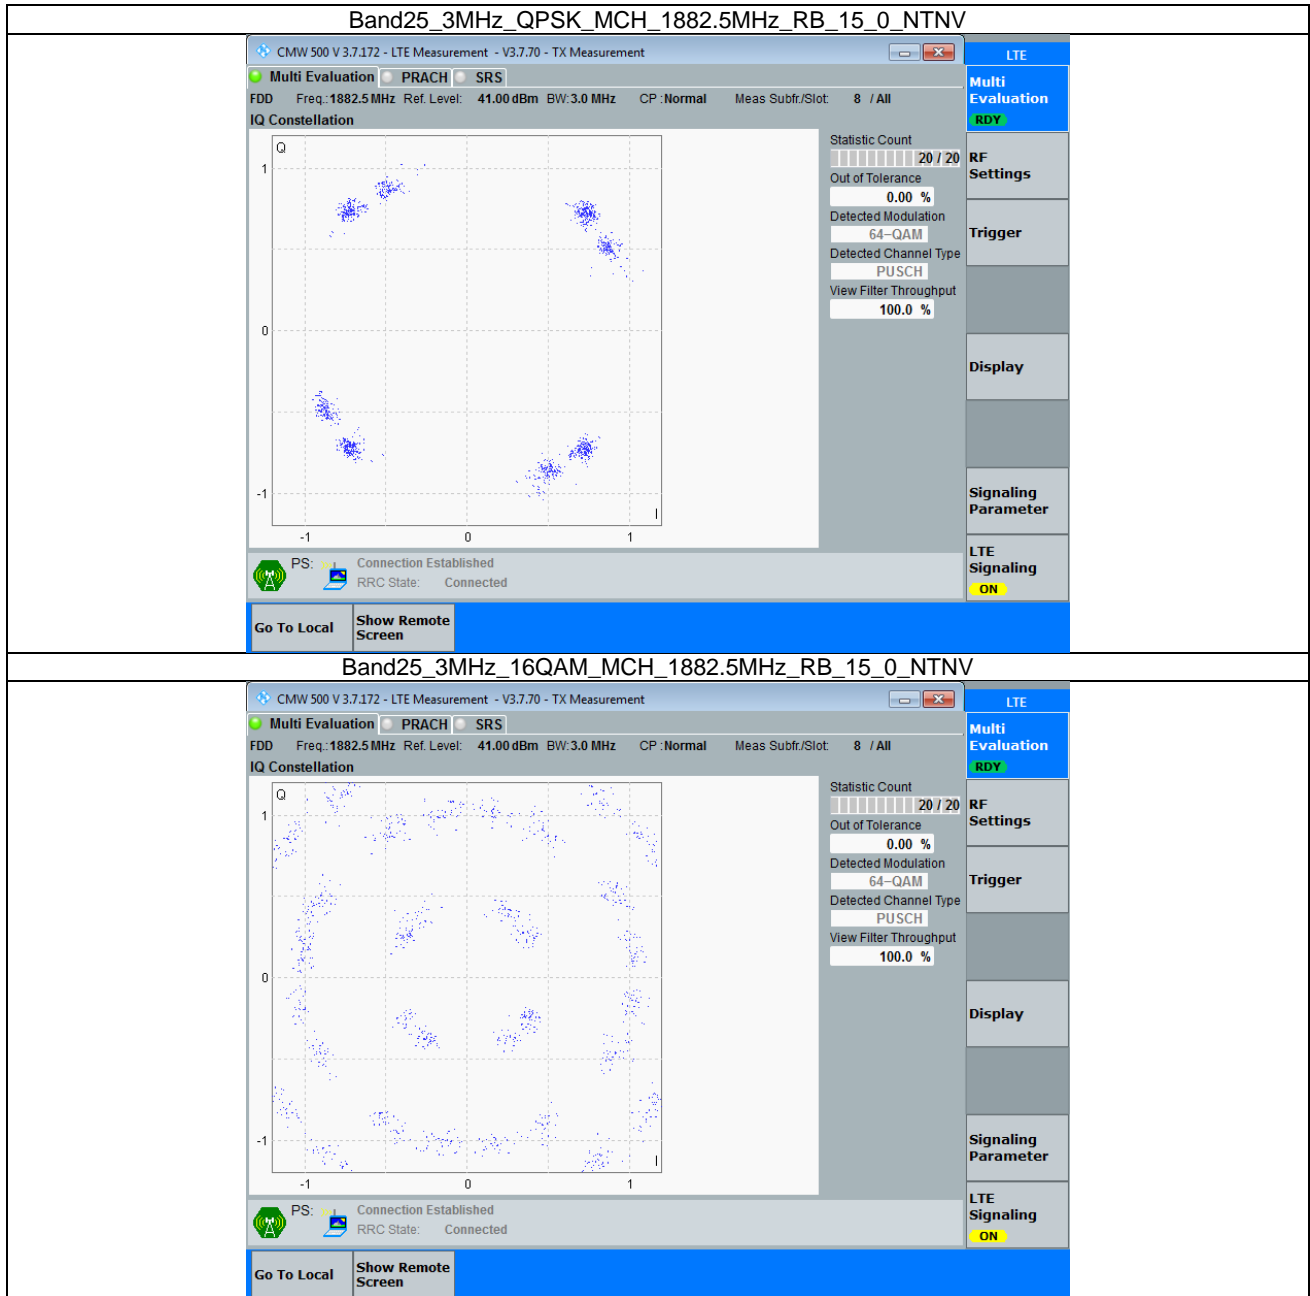 Band25_3MHz_QPSK_MCH_1882.5MHz_RB_15_0_NTNV
CMW 500 V 3.7.172 - LTE Measurement - V3.7.70 - TX Measurement
LTE
Multi Evaluation PRACH SRS
Multi
Evaluation
RDY
FDD Freq.:1882.5 MHz Ref. Level: 41.00 dBm BW:3.0 MHz CP :Normal Meas Subfr./Slot: 8 / All
IQ Constellation
Q
1
0
-1
-1 0 1
I
Statistic Count
20 / 20
Out of Tolerance
0.00 %
Detected Modulation
64-QAM
Detected Channel Type
PUSCH
View Filter Throughput
100.0 %
RF
Settings
Trigger
Display
Signaling
Parameter
LTE
Signaling
ON
PS: Connection Established
RRC State: Connected
Go To Local
Show Remote
Screen
Band25_3MHz_16QAM_MCH_1882.5MHz_RB_15_0_NTNV
CMW 500 V 3.7.172 - LTE Measurement - V3.7.70 - TX Measurement
LTE
Multi Evaluation PRACH SRS
Multi
Evaluation
RDY
FDD Freq.:1882.5 MHz Ref. Level: 41.00 dBm BW:3.0 MHz CP :Normal Meas Subfr./Slot: 8 / All
IQ Constellation
Q
1
0
-1
-1 0 1
I
Statistic Count
20 / 20
Out of Tolerance
0.00 %
Detected Modulation
64-QAM
Detected Channel Type
PUSCH
View Filter Throughput
100.0 %
RF
Settings
Trigger
Display
Signaling
Parameter
LTE
Signaling
ON
PS: Connection Established
RRC State: Connected
Go To Local
Show Remote
Screen